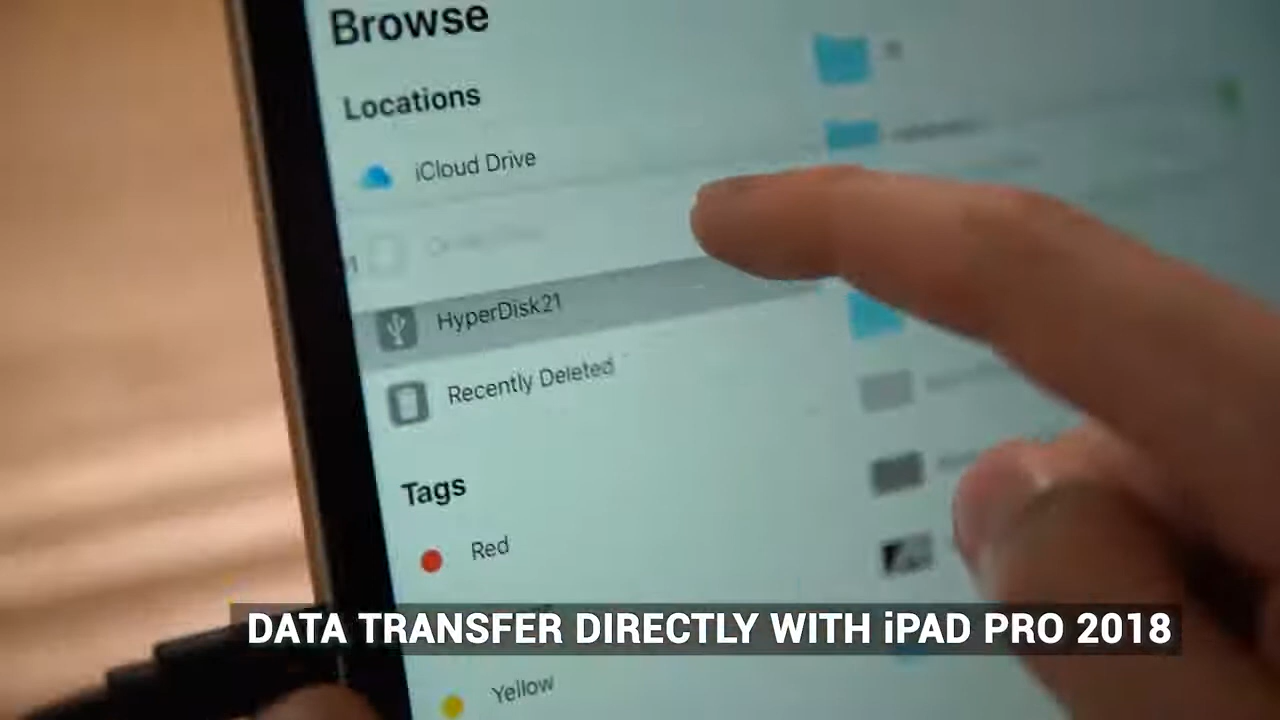 Browse
Locations
iCloud Drive
HyperDisk21
Recently Deleted
Tags
Red
DATA TRANSFER DIRECTLY WITH iPAD PRO 2018
Yellow